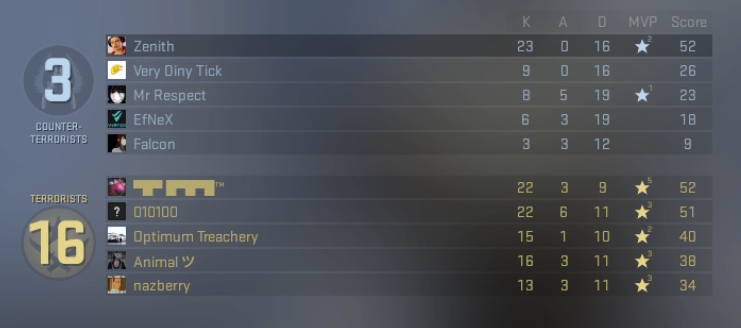 K A D MVP Score
3
COUNTER-
TERRORISTS
Zenith 23 0 16 ★2 52
Very Diny Tick 9 0 16 26
Mr Respect 8 5 19 ★1 23
EfNeX 6 3 19 18
Falcon 3 3 12 9
TERRORISTS
16
TM™ 22 3 9 ★5 52
? 010100 22 6 11 ★3 51
Optimum Treachery 15 1 10 ★2 40
Animal ツ 16 3 11 ★3 38
nazberry 13 3 11 ★3 34